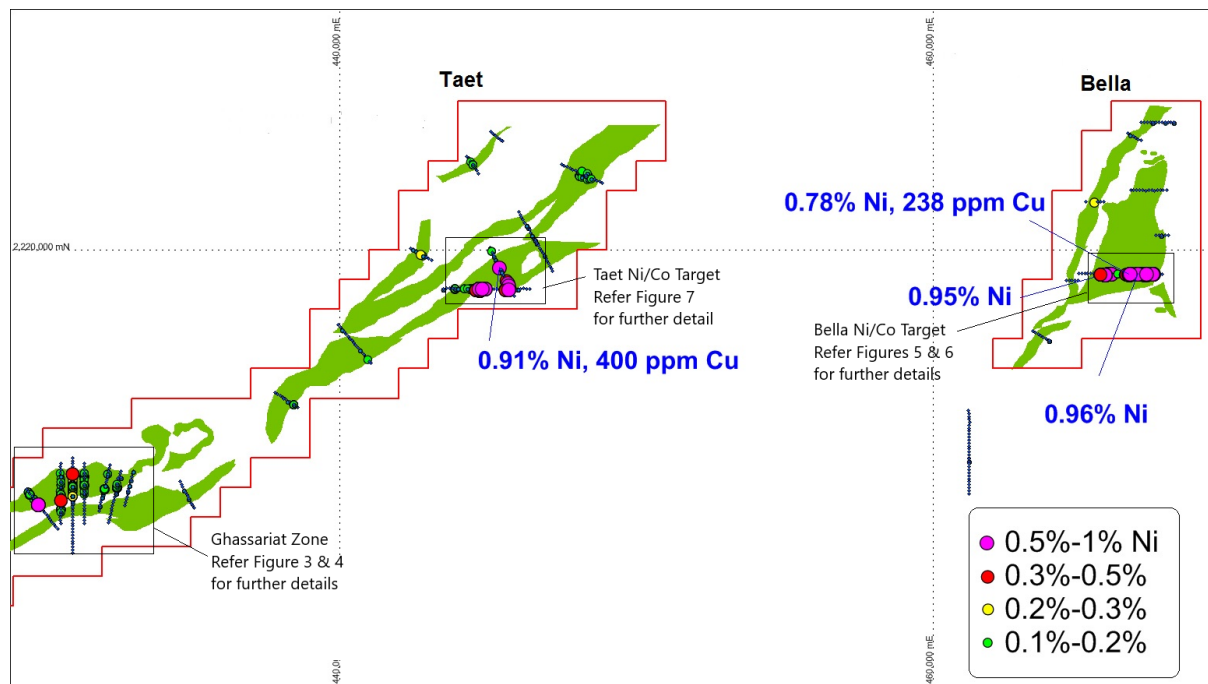 440,000 mE
460,000 mE
Taet
Bella
0.78% Ni, 238 ppm Cu
2,220,000 mN
Taet Ni/Co Target
Refer Figure 7
for further detail
0.95% Ni
Bella Ni/Co Target
Refer Figures 5 & 6
for further details
0.91% Ni, 400 ppm Cu
0.96% Ni
Ghassariat Zone
Refer Figure 3 & 4
for further details
0.5%-1% Ni
0.3%-0.5%
0.2%-0.3%
0.1%-0.2%
440,0
460,000 mE